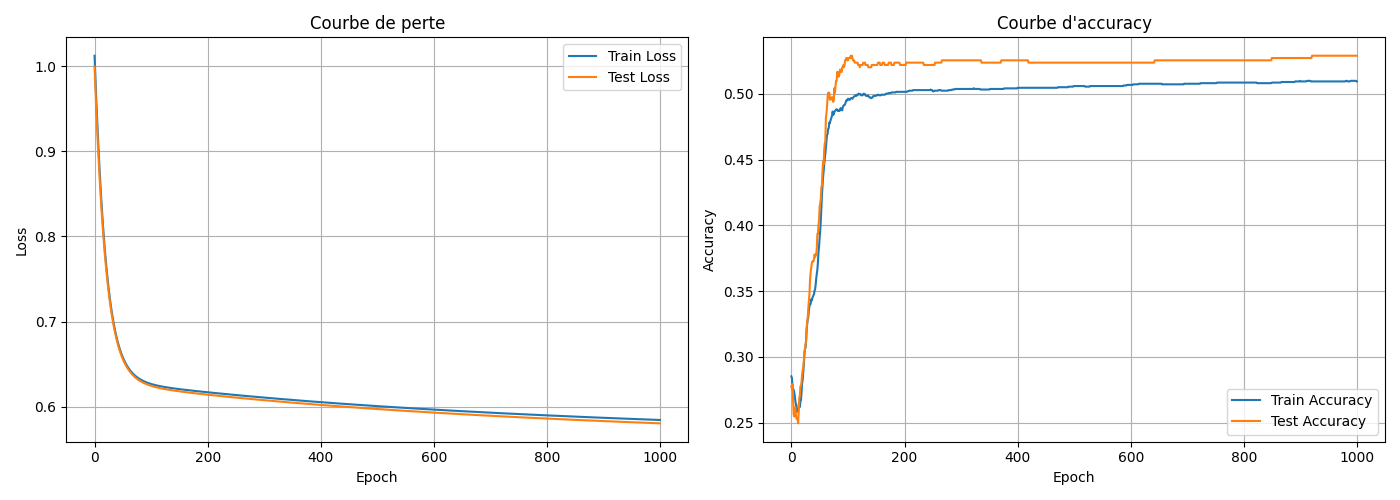 Courbe de perte
Loss
1.0
0.9
0.8
0.7
0.6
Train Loss
Test Loss
0 200 400 600 800 1000
Epoch
Courbe d'accuracy
Accuracy
0.50
0.45
0.40
0.35
0.30
0.25
Train Accuracy
Test Accuracy
0 200 400 600 800 1000
Epoch